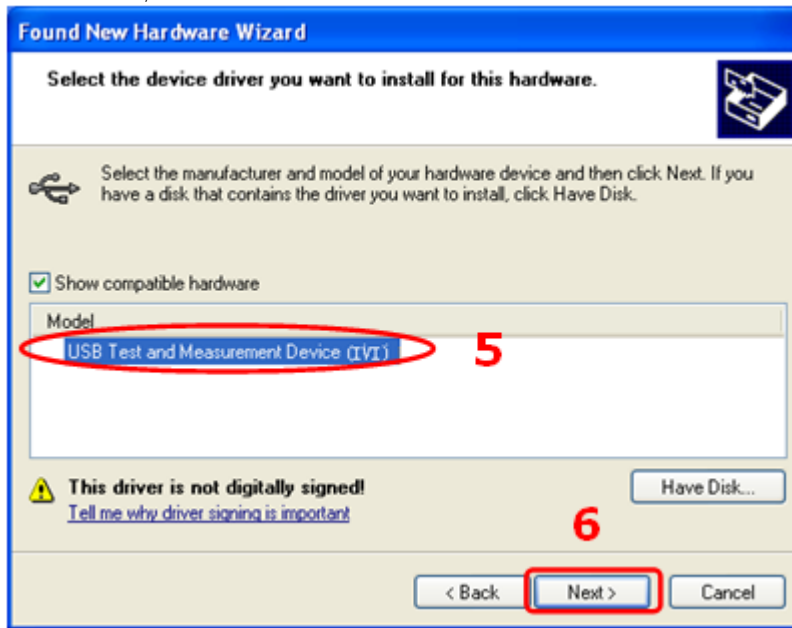 Found New Hardware Wizard
Select the device driver you want to install for this hardware.
Select the manufacturer and model of your hardware device and then click Next. If you
have a disk that contains the driver you want to install, click Have Disk.
Show compatible hardware
Model
USB Test and Measurement Device (IVI)
5
This driver is not digitally signed!
Have Disk...
Tell me why driver signing is important
6
< Back
Next >
Cancel